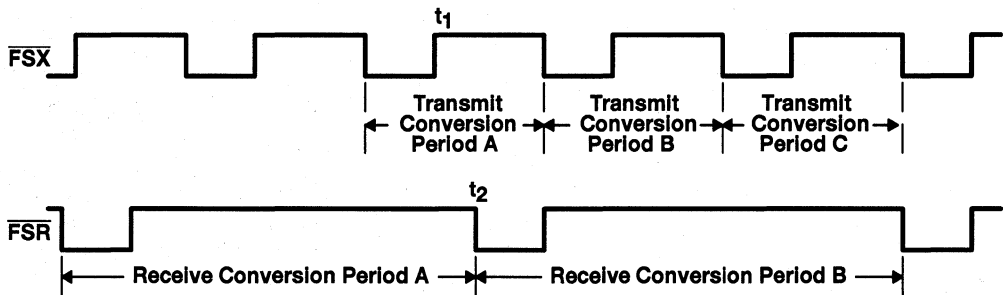 t1
FSX
Transmit Conversion Period A
Transmit Conversion Period B
Transmit Conversion Period C
t2
FSR
Receive Conversion Period A
Receive Conversion Period B